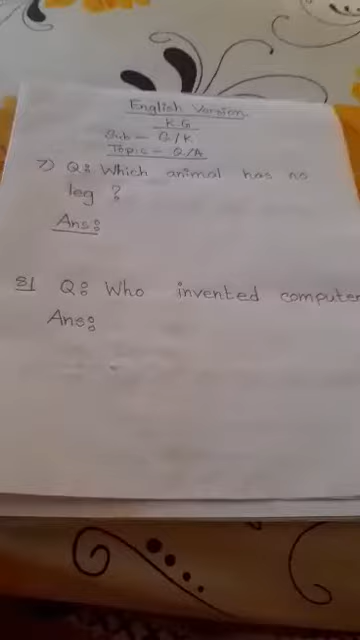 English Version
K.G
Sub - G/K
Topic - Q/A
7) Q: Which animal has no
leg ?
Ans:
8) Q: Who invented computer
Ans: